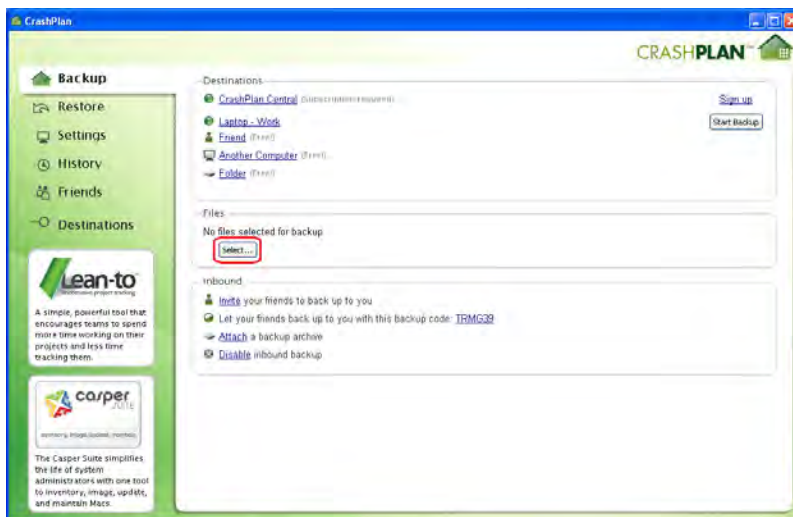 CrashPlan
CRASHPLAN
Backup
Restore
Settings
History
Friends
Destinations
Lean-to
A simple, powerful tool that
encourages teams to spend
more time working on their
projects and less time
tracking them.
casper
SUITE
The Casper Suite simplifies
the life of system
administrators with one tool
to inventory, image, update,
and maintain Macs.
Destinations
CrashPlan Central (Subscription required) Sign up
Laptop - Work Start Backup
Friend (Free!)
Another Computer (Free!)
Folder (Free!)
Files
No files selected for backup
Select...
Inbound
Invite your friends to back up to you
Let your friends back up to you with this backup code: TRMG39
Attach a backup archive
Disable inbound backup